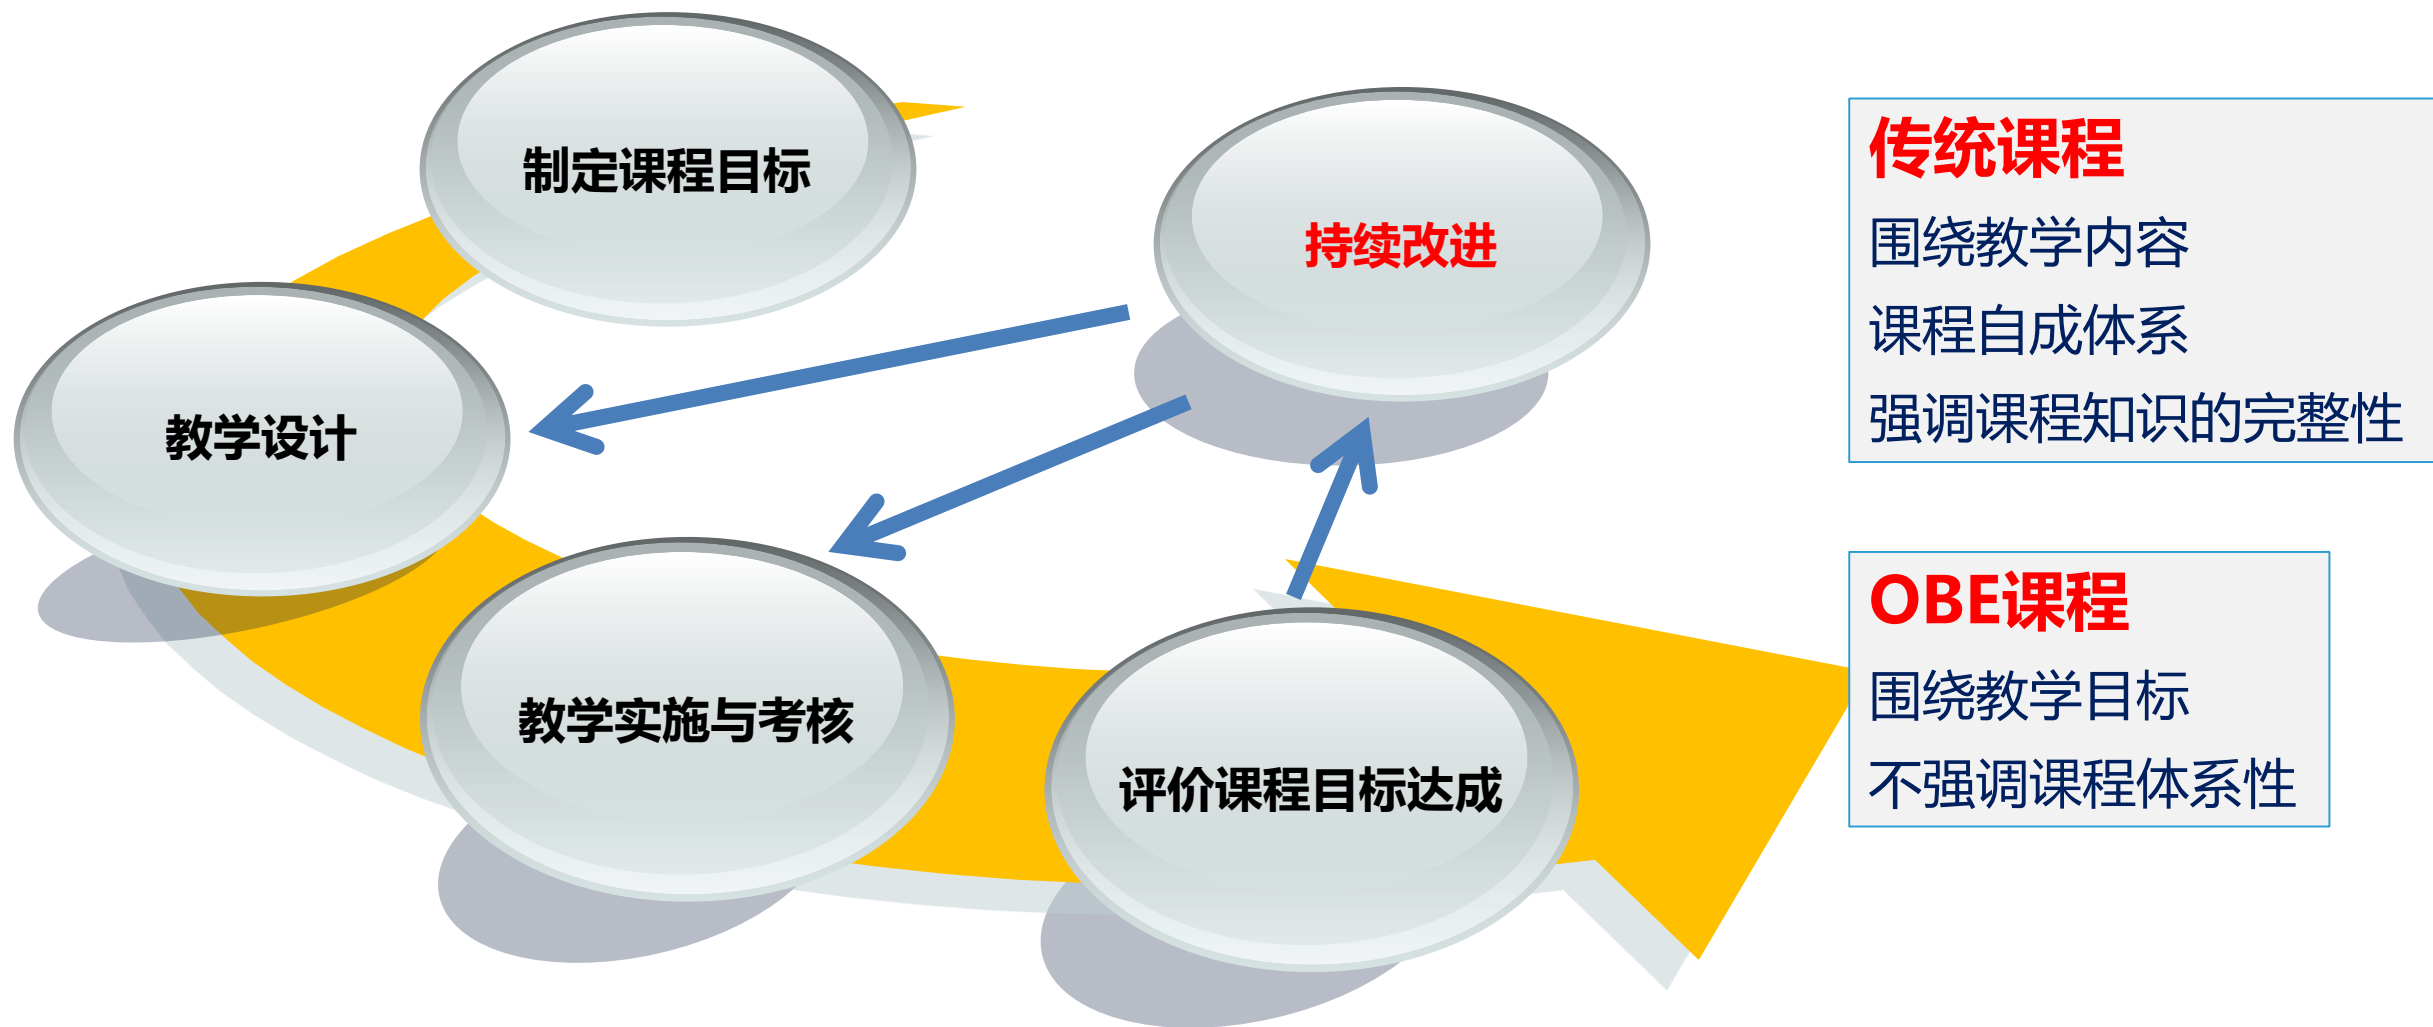 制定课程目标
持续改进
教学设计
教学实施与考核
评价课程目标达成
传统课程
围绕教学内容
课程自成体系
强调课程知识的完整性
OBE课程
围绕教学目标
不强调课程体系性